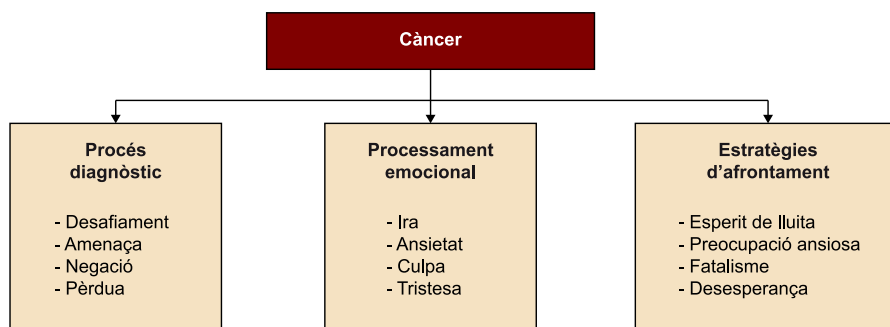 Càncer
Procés
diagnòstic
- Desafiament
- Amenaça
- Negació
- Pèrdua
Processament
emocional
- Ira
- Ansietat
- Culpa
- Tristesa
Estratègies
d’afrontament
- Esperit de lluita
- Preocupació ansiosa
- Fatalisme
- Desesperança